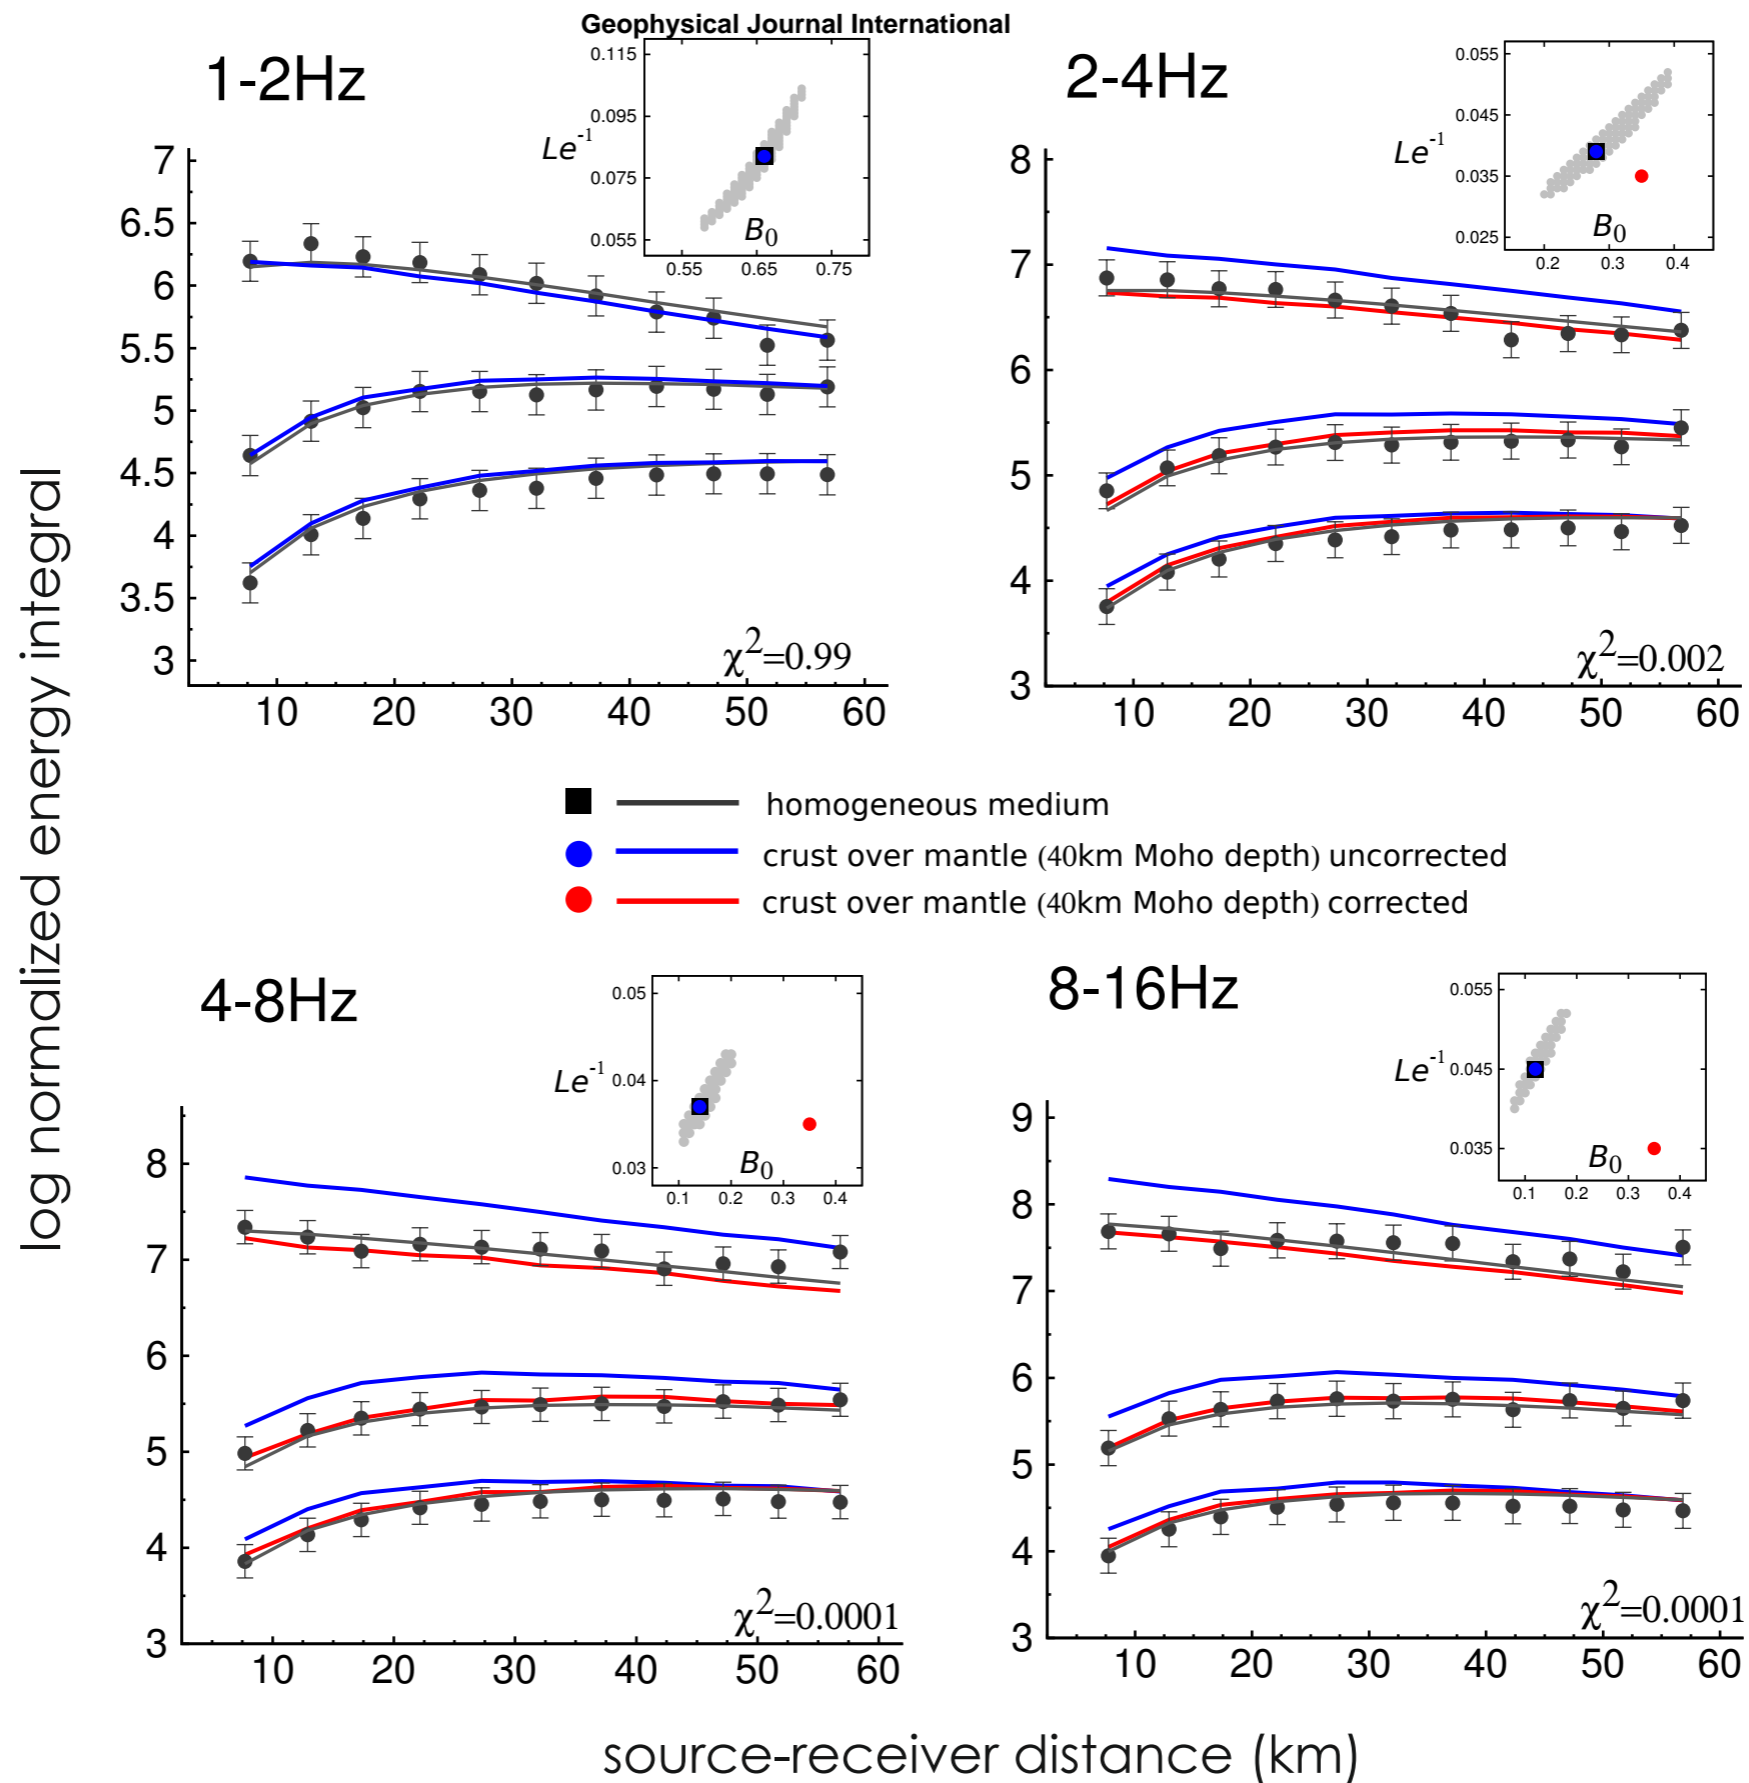 Geophysical Journal International
1-2Hz
0.115
0.095
0.075
0.055
Le-1
B0
0.55 0.65 0.75
7
6.5
6
5.5
5
4.5
4
3.5
3
χ2=0.99
10 20 30 40 50 60
2-4Hz
0.055
0.045
0.035
0.025
Le-1
B0
0.2 0.3 0.4
8
7
6
5
4
3
χ2=0.002
10 20 30 40 50 60
log normalized energy integral
homogeneous medium
crust over mantle (40km Moho depth) uncorrected
crust over mantle (40km Moho depth) corrected
4-8Hz
0.05
0.04
0.03
Le-1
B0
0.1 0.2 0.3 0.4
8
7
6
5
4
3
χ2=0.0001
10 20 30 40 50 60
8-16Hz
0.055
0.045
0.035
Le-1
B0
0.1 0.2 0.3 0.4
9
8
7
6
5
4
3
χ2=0.0001
10 20 30 40 50 60
source-receiver distance (km)